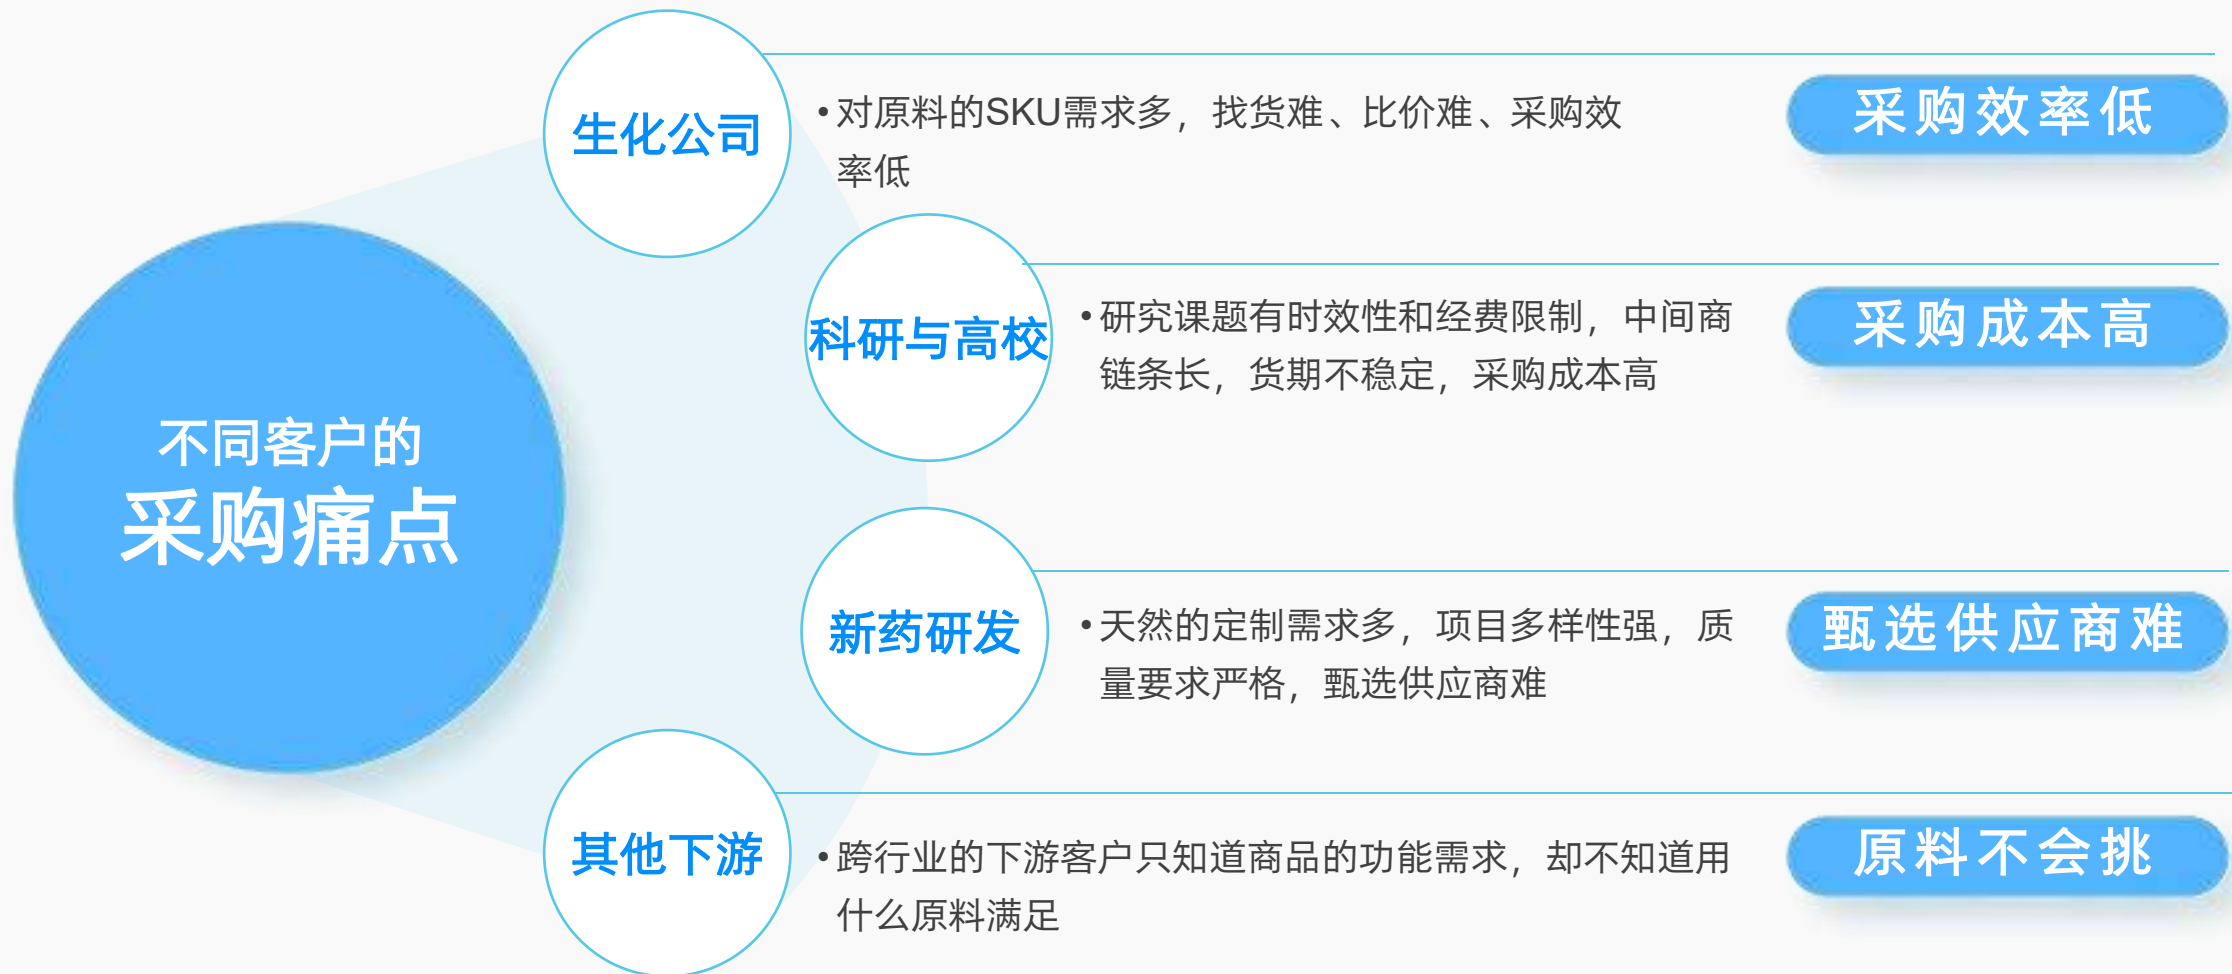 不同客户的
采购痛点
生化公司
•对原料的SKU需求多，找货难、比价难、采购效
率低
采购效率低
科研与高校
•研究课题有时效性和经费限制，中间商
链条长，货期不稳定，采购成本高
采购成本高
新药研发
•天然的定制需求多，项目多样性强，质
量要求严格，甄选供应商难
甄选供应商难
其他下游
•跨行业的下游客户只知道商品的功能需求，却不知道用
什么原料满足
原料不会挑